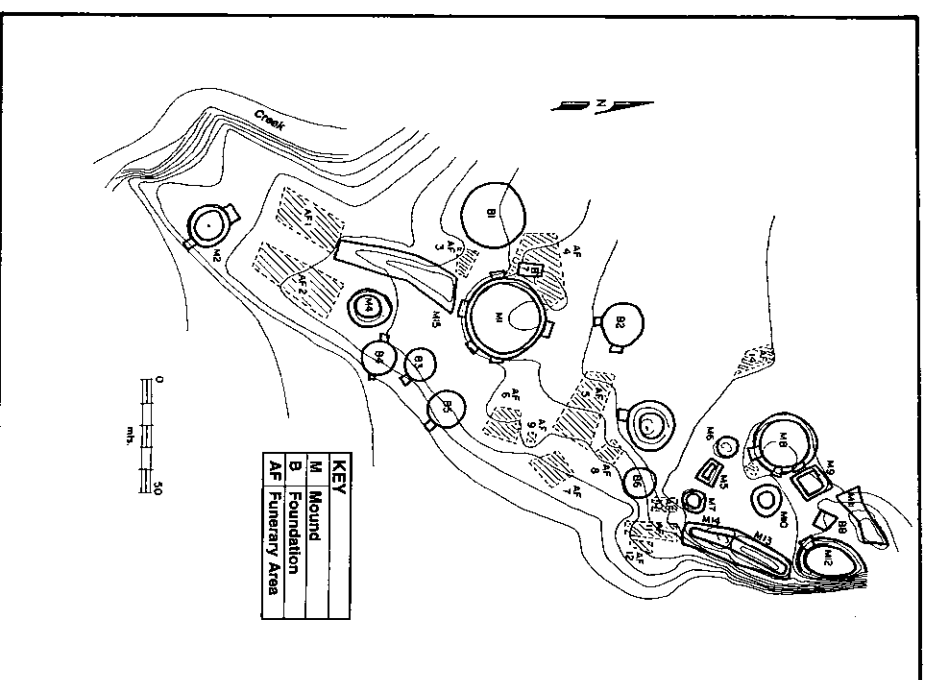 Creek
N
B1
AF 4
B7
AF 3
AF 1
M2
AF 2
M15
M1
B2
M4
AF 14
B4
B3
B5
AF 5
AF 6
AF 9
M8
M6
M9
M5
AF 8
AF 7
B6
M7
M10
B8
M14
M13
M12
AF 12
0
50
mts.
KEY
M Mound
B Foundation
AF Funerary Area